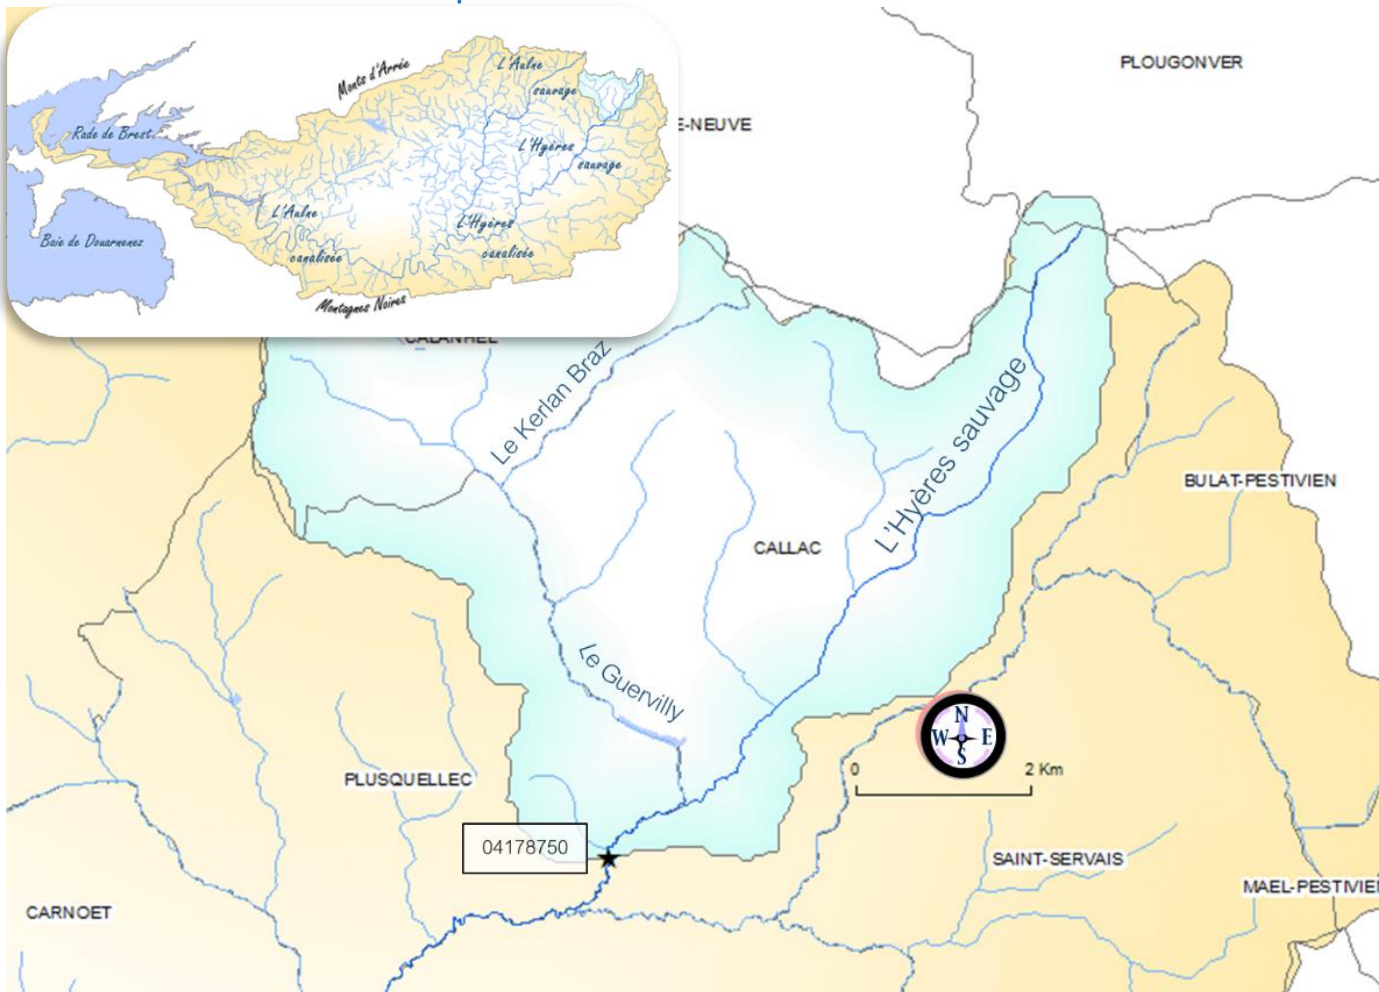 Monts d'Arrée
L'Aulne
sauvage
Rade de Brest
L'Hyères
sauvage
L'Aulne
canalisée
L'Hyères
canalisée
Baie de Douarnenez
Montagnes Noires
PLOUGONVER
E-NEUVE
CALANHEL
Le Kerlan Braz
L'Hyères sauvage
BULAT-PESTIVIEN
CALLAC
Le Guervilly
N
W E
S
0 2 Km
PLUSQUELLEC
04178750
SAINT-SERVAIS
MAEL-PESTIVIEN
CARNOET